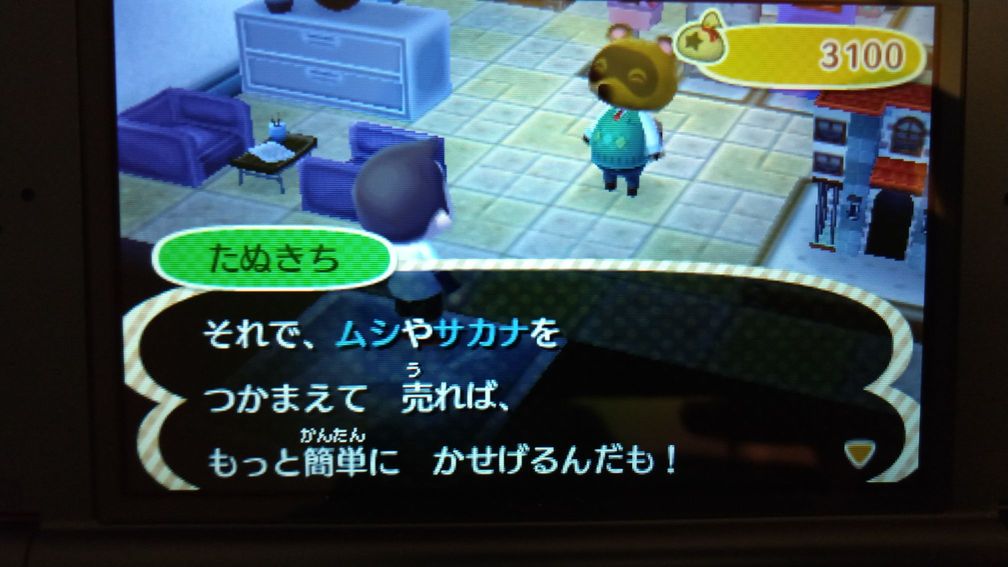 3100
たぬきち
それで、ムシやサカナを
う
つかまえて　売れば、
かんたん
もっと簡単に　かせげるんだも！